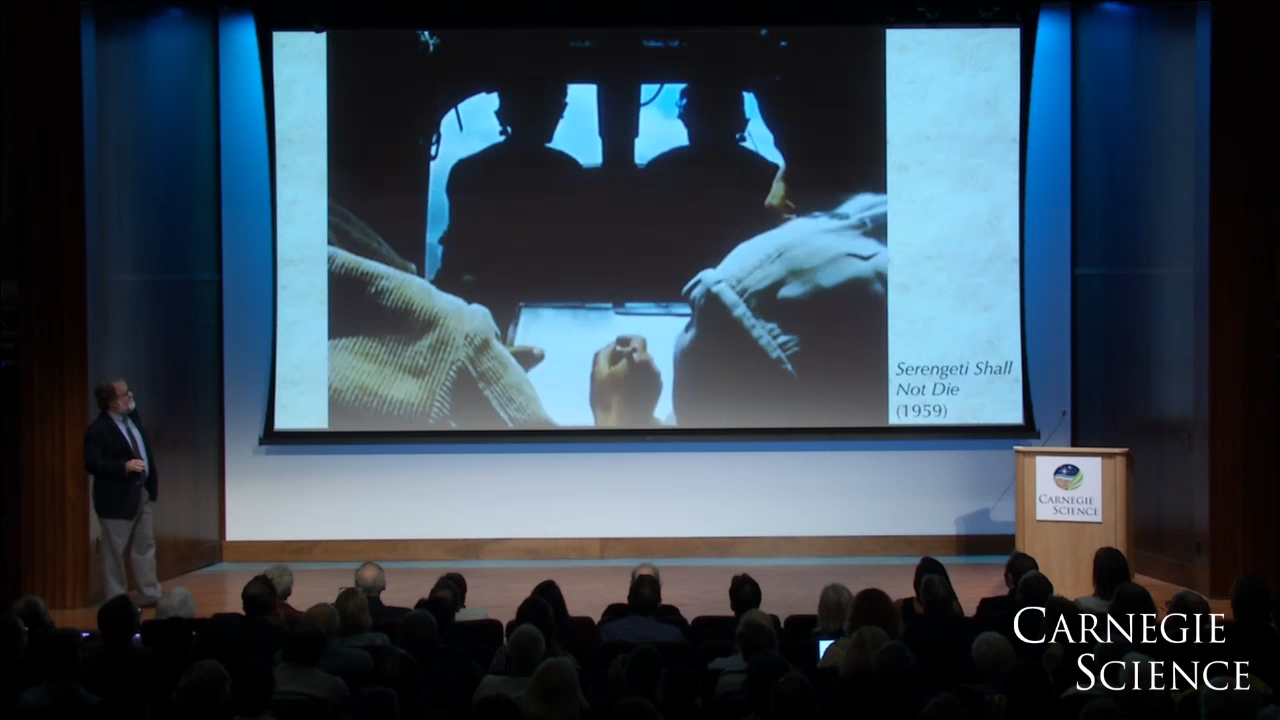 Serengeti Shall
Not Die
(1959)
CARNEGIE
SCIENCE
CARNEGIE
SCIENCE